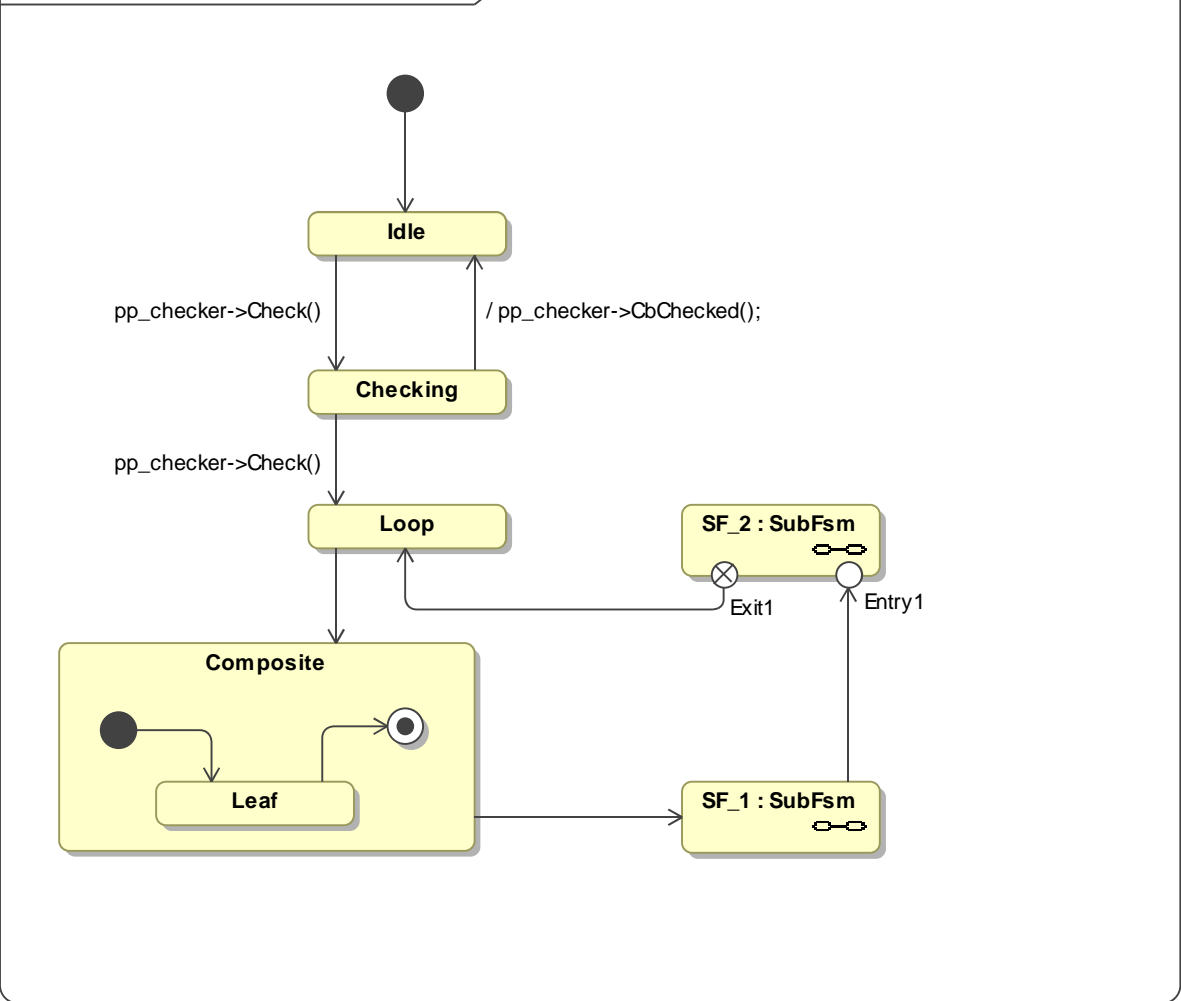 Idle
pp_checker->Check()
/ pp_checker->CbChecked();
Checking
pp_checker->Check()
Loop
SF_2 : SubFsm
Exit1
Entry1
Composite
Leaf
SF_1 : SubFsm